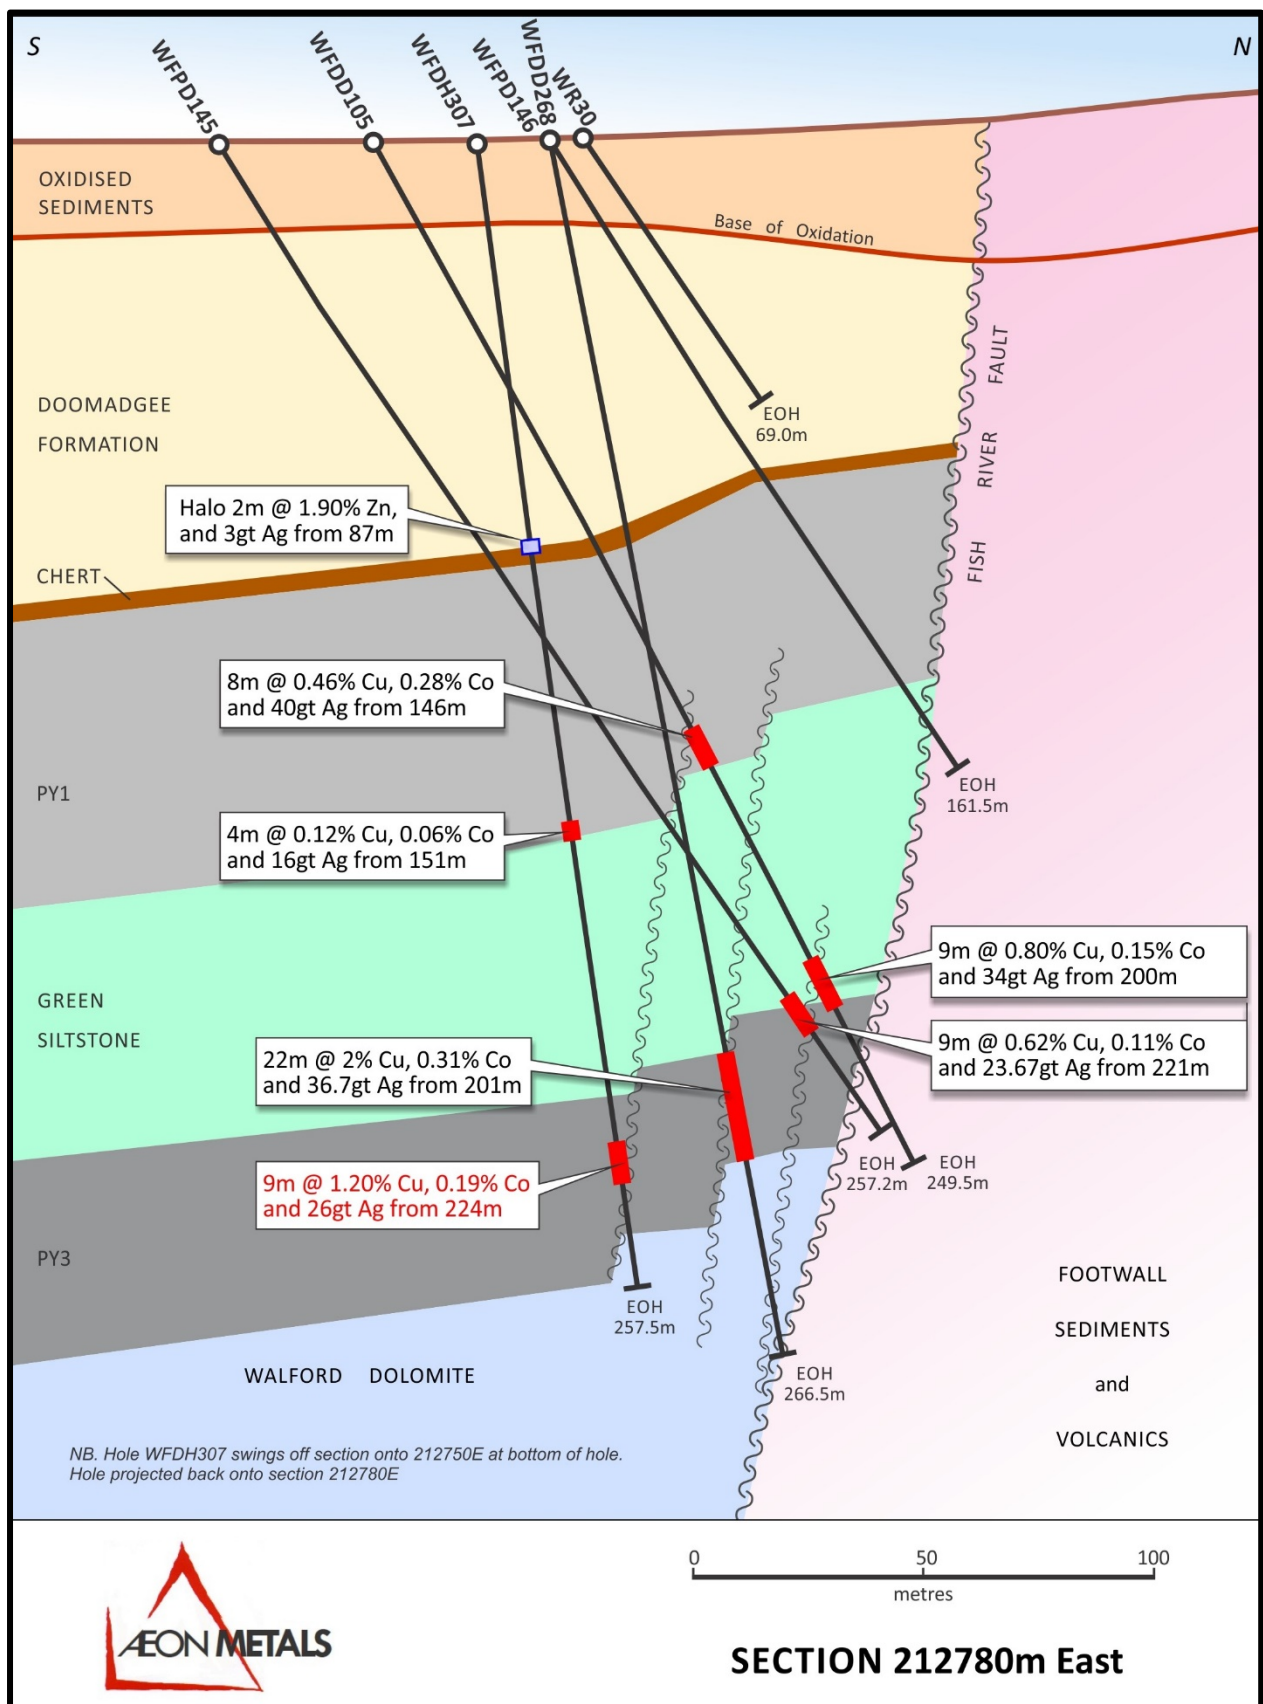 S
N
WFPD145
WFDD105
WFDH307
WFPD146
WFDD268
WR30
OXIDISED
SEDIMENTS
Base of Oxidation
FISH RIVER FAULT
DOOMADGEE
FORMATION
EOH
69.0m
Halo 2m @ 1.90% Zn,
and 3gt Ag from 87m
CHERT
8m @ 0.46% Cu, 0.28% Co
and 40gt Ag from 146m
EOH
161.5m
PY1
4m @ 0.12% Cu, 0.06% Co
and 16gt Ag from 151m
9m @ 0.80% Cu, 0.15% Co
and 34gt Ag from 200m
GREEN
SILTSTONE
9m @ 0.62% Cu, 0.11% Co
and 23.67gt Ag from 221m
22m @ 2% Cu, 0.31% Co
and 36.7gt Ag from 201m
EOH
257.2m
EOH
249.5m
9m @ 1.20% Cu, 0.19% Co
and 26gt Ag from 224m
PY3
EOH
257.5m
FOOTWALL
SEDIMENTS
and
VOLCANICS
WALFORD DOLOMITE
EOH
266.5m
NB. Hole WFDH307 swings off section onto 212750E at bottom of hole.
Hole projected back onto section 212780E
ÆON METALS
0 50 100
metres
SECTION 212780m East